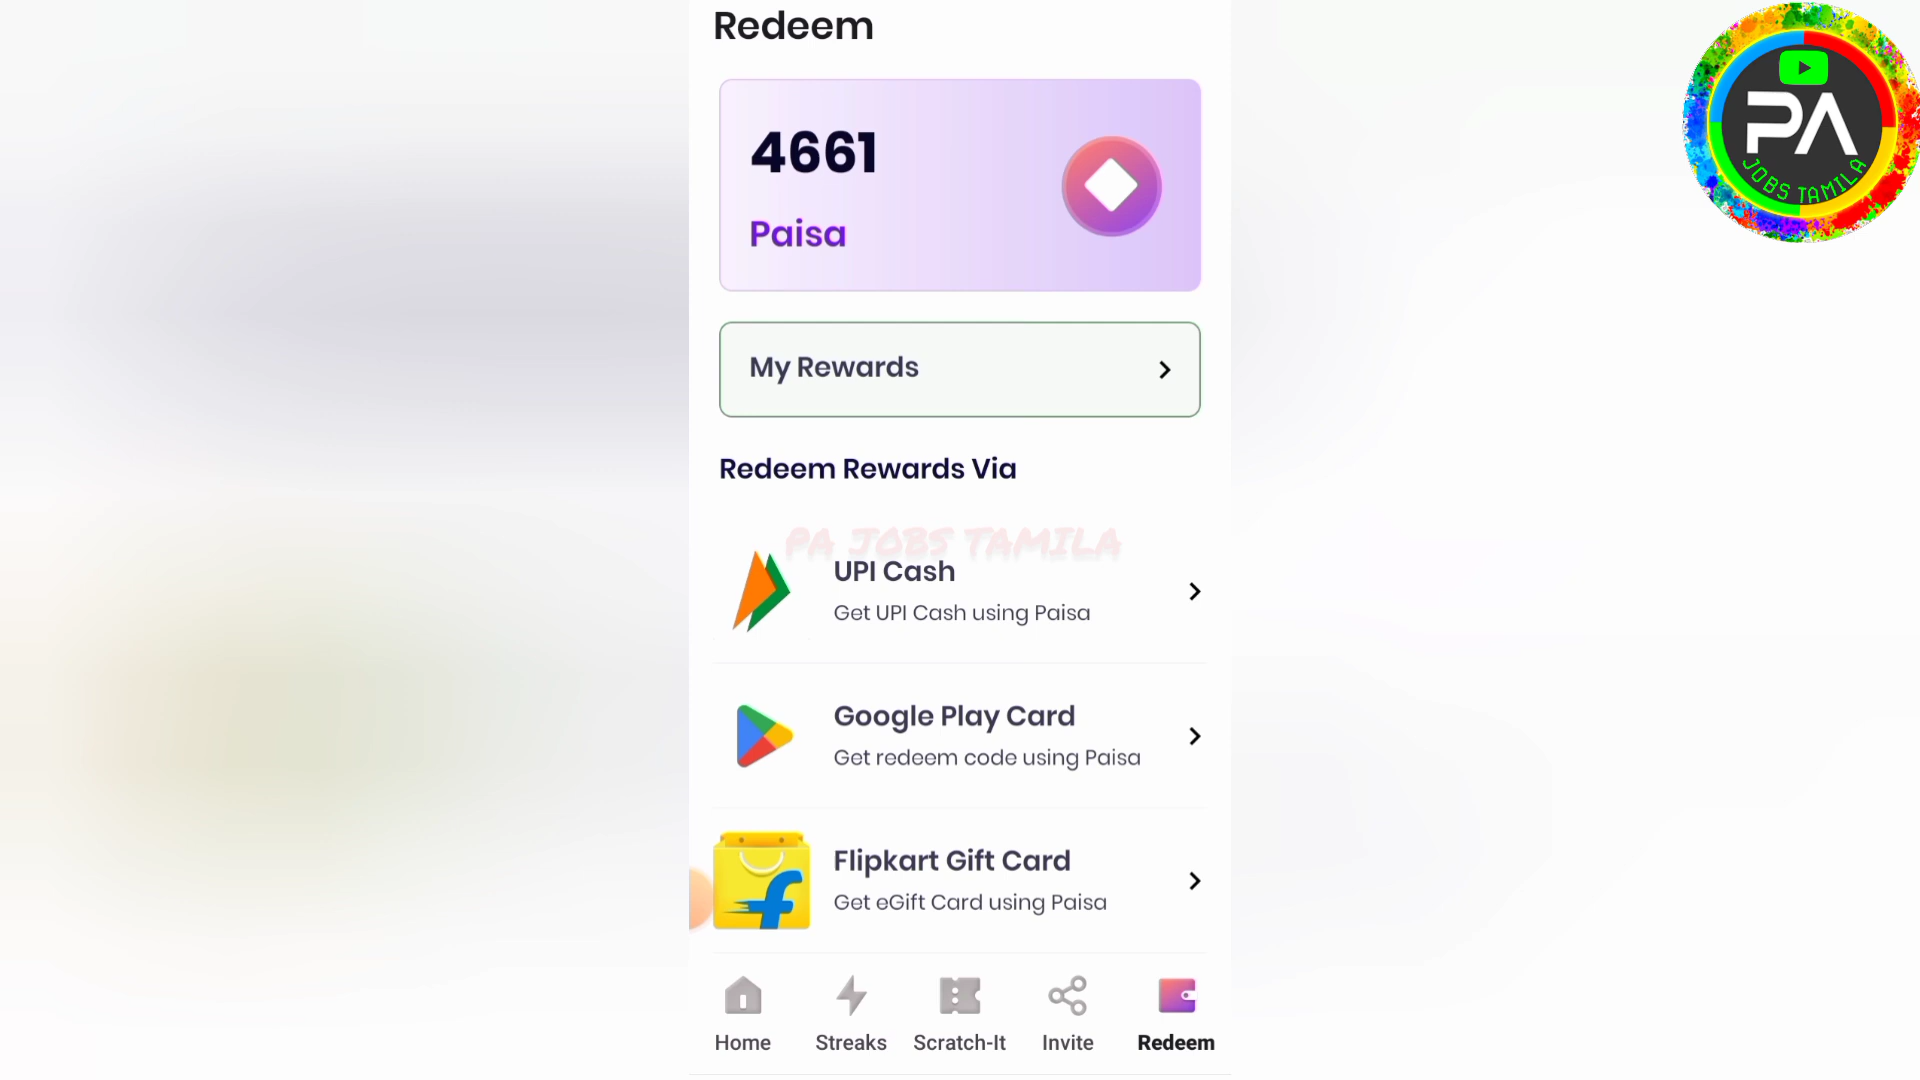 Redeem
4661
Paisa
My Rewards
Redeem Rewards Via
PA JOBS TAMILA
UPI Cash
Get UPI Cash using Paisa
Google Play Card
Get redeem code using Paisa
Flipkart Gift Card
Get eGift Card using Paisa
Home
Streaks
Scratch-It
Invite
Redeem
PA
JOBS TAMILA